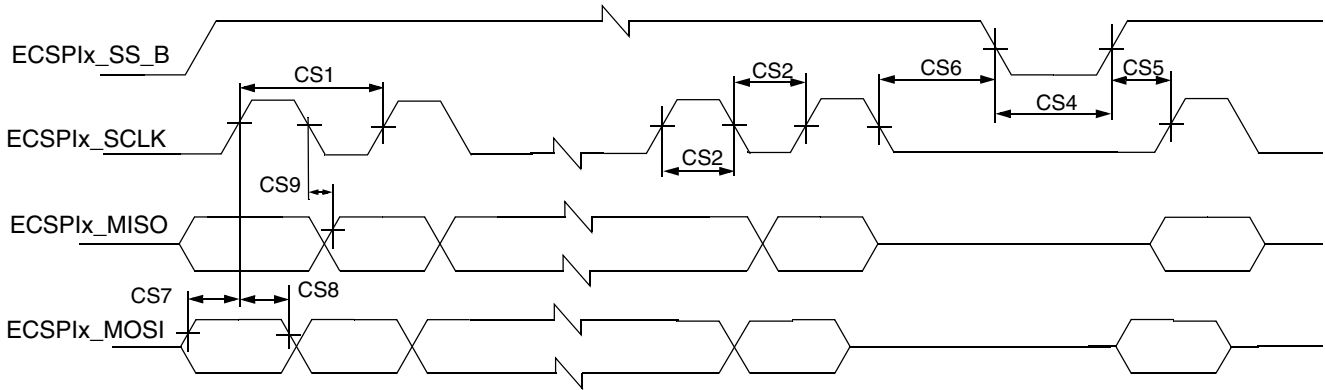 ECSPIx_SS_B
CS1
CS2
CS6
CS5
CS4
ECSPIx_SCLK
CS2
CS9
ECSPIx_MISO
CS7
CS8
ECSPIx_MOSI